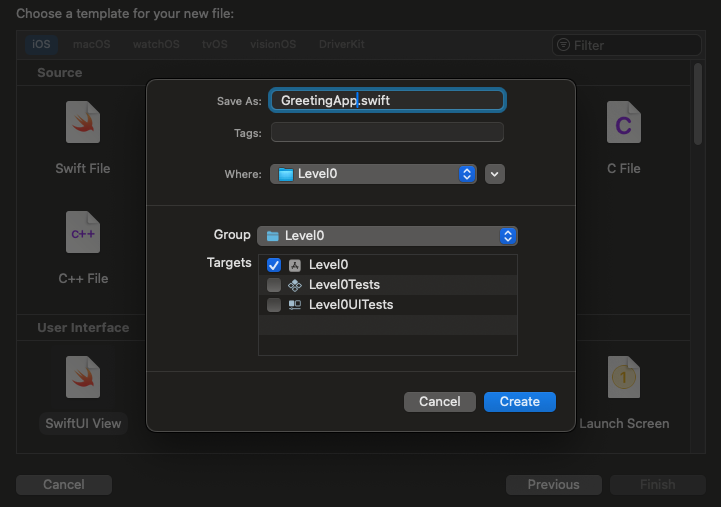 Choose a template for your new file:
iOS macOS watchOS tvOS visionOS DriverKit Filter
Source
Save As: GreetingApp.swift
Tags:
Swift File
C File
C
Where: Level0
C++
C++ File
Group Level0
Targets Level0
Level0Tests
Level0UITests
User Interface
1
SwiftUI View
Launch Screen
Cancel Create
Cancel Previous Finish